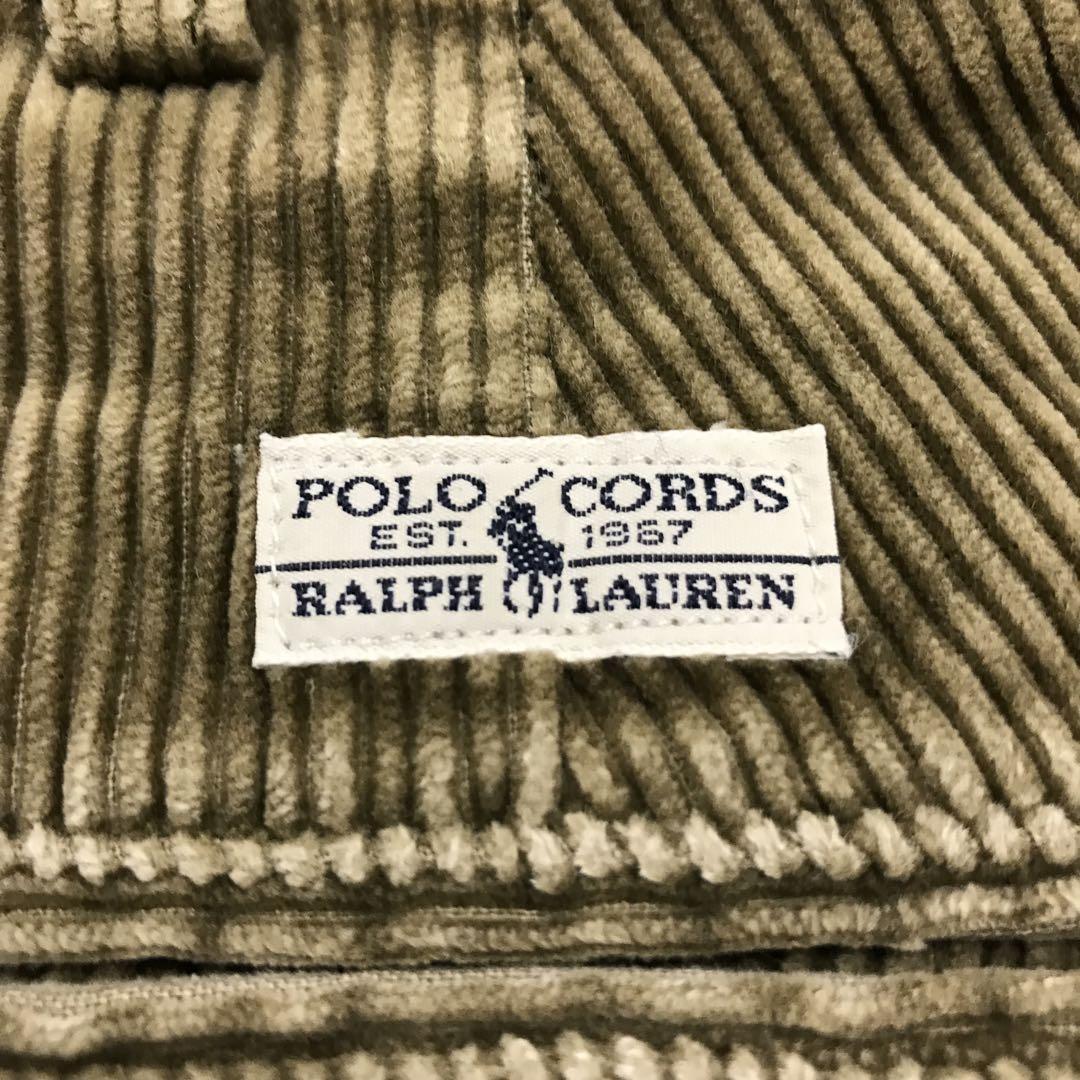 POLO CORDS
EST. 1967
RALPH LAUREN